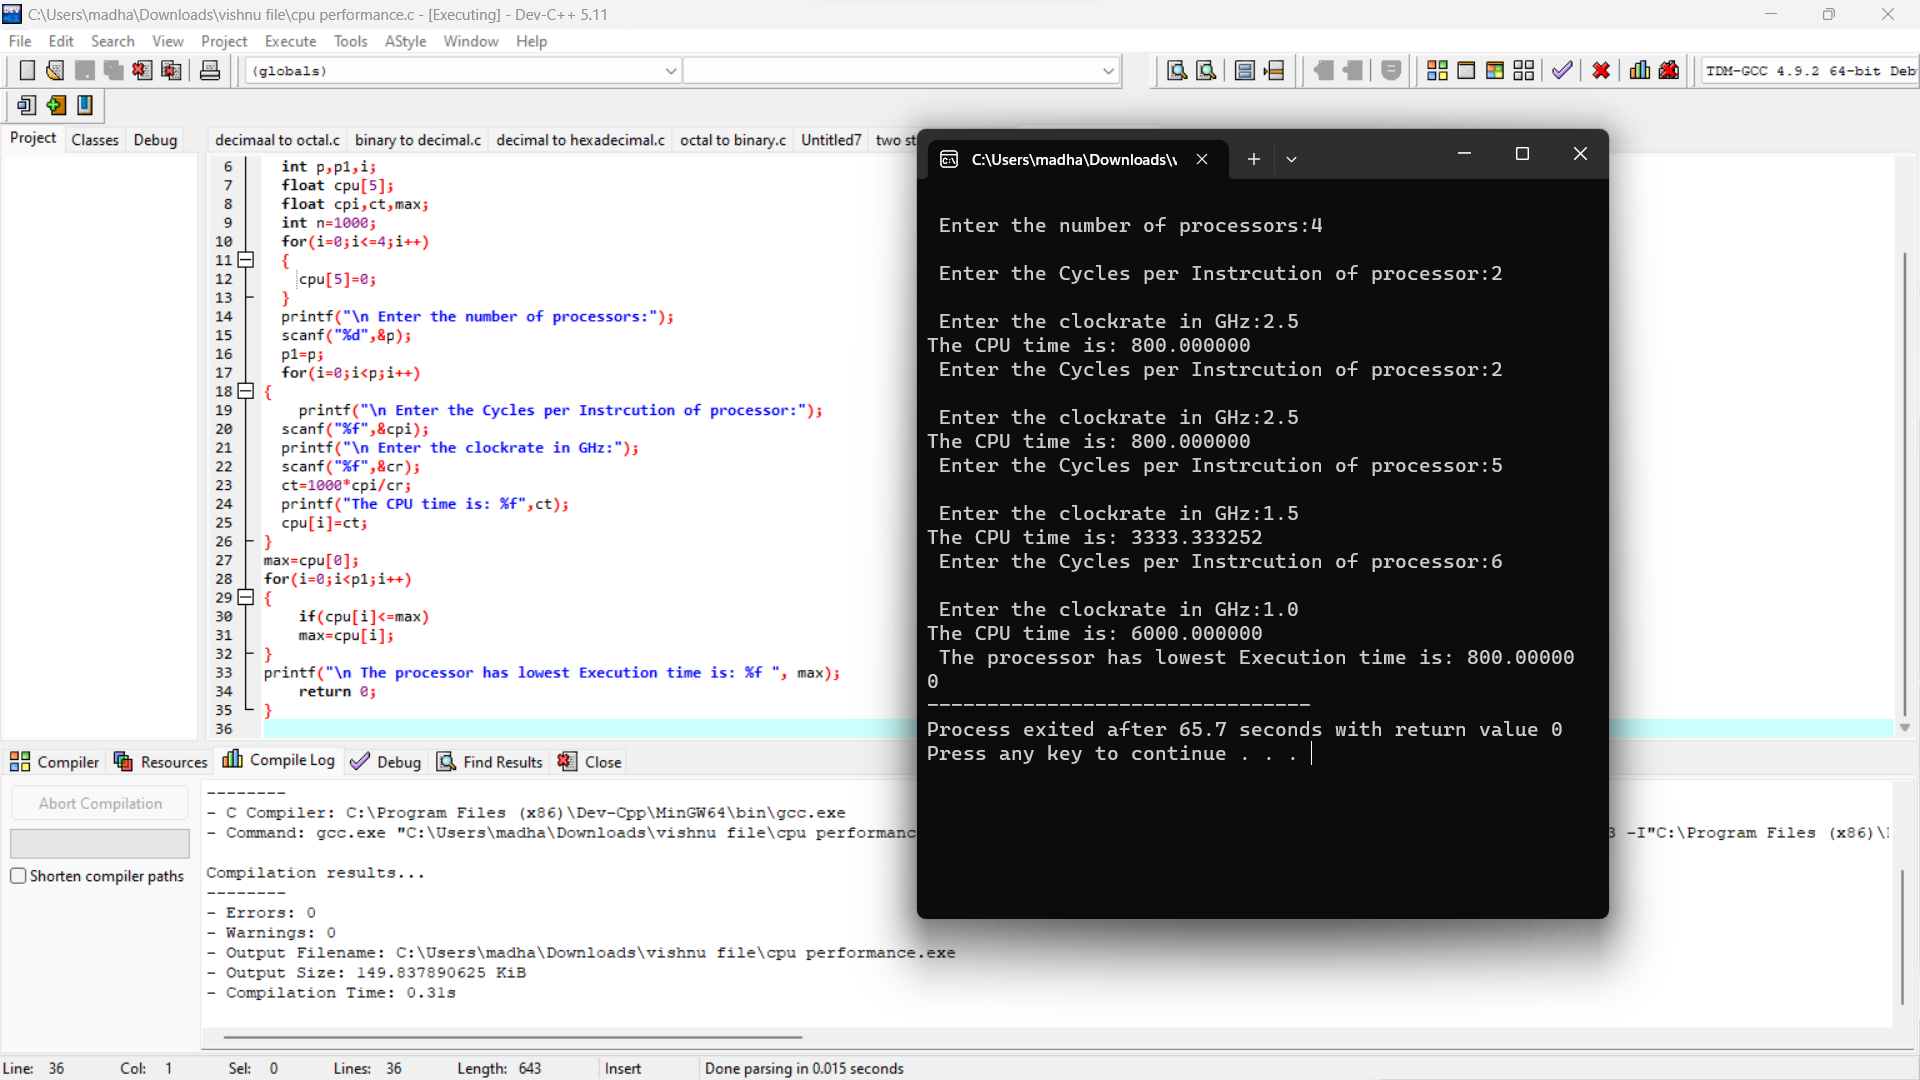 C:\Users\madha\Downloads\vishnu file\cpu performance.c - [Executing] - Dev-C++ 5.11
File Edit Search View Project Execute Tools AStyle Window Help
(globals)
TDM-GCC 4.9.2 64-bit Deb
Project Classes Debug
decimaal to octal.c binary to decimal.c decimal to hexadecimal.c octal to binary.c Untitled7 two st
6 int p,p1,i;
7 float cpu[5];
8 float cpi,ct,max;
9 int n=1000;
10 for(i=0;i<=4;i++)
11 {
12 cpu[5]=0;
13 }
14 printf("\n Enter the number of processors:");
15 scanf("%d",&p);
16 p1=p;
17 for(i=0;i<p;i++)
18 {
19 printf("\n Enter the Cycles per Instrcution of processor:");
20 scanf("%f",&cpi);
21 printf("\n Enter the clockrate in GHz:");
22 scanf("%f",&cr);
23 ct=1000*cpi/cr;
24 printf("The CPU time is: %f",ct);
25 cpu[i]=ct;
26 }
27 max=cpu[0];
28 for(i=0;i<p1;i++)
29 {
30 if(cpu[i]<=max)
31 max=cpu[i];
32 }
33 printf("\n The processor has lowest Execution time is: %f ", max);
34 return 0;
35 }
36
C:\Users\madha\Downloads\
Enter the number of processors:4
Enter the Cycles per Instrcution of processor:2
Enter the clockrate in GHz:2.5
The CPU time is: 800.000000
Enter the Cycles per Instrcution of processor:2
Enter the clockrate in GHz:2.5
The CPU time is: 800.000000
Enter the Cycles per Instrcution of processor:5
Enter the clockrate in GHz:1.5
The CPU time is: 3333.333252
Enter the Cycles per Instrcution of processor:6
Enter the clockrate in GHz:1.0
The CPU time is: 6000.000000
The processor has lowest Execution time is: 800.00000
0
--------------------------------
Process exited after 65.7 seconds with return value 0
Press any key to continue . . .
Compiler Resources Compile Log Debug Find Results Close
Abort Compilation
Shorten compiler paths
--------
- C Compiler: C:\Program Files (x86)\Dev-Cpp\MinGW64\bin\gcc.exe
- Command: gcc.exe "C:\Users\madha\Downloads\vishnu file\cpu performanc 3 -I"C:\Program Files (x86)\
Compilation results...
--------
- Errors: 0
- Warnings: 0
- Output Filename: C:\Users\madha\Downloads\vishnu file\cpu performance.exe
- Output Size: 149.837890625 KiB
- Compilation Time: 0.31s
Line: 36 Col: 1 Sel: 0 Lines: 36 Length: 643 Insert Done parsing in 0.015 seconds